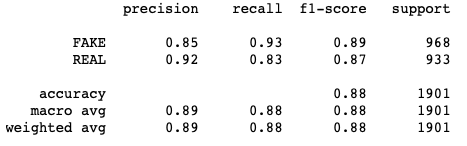 precision recall f1-score support
FAKE 0.85 0.93 0.89 968
REAL 0.92 0.83 0.87 933
accuracy 0.88 1901
macro avg 0.89 0.88 0.88 1901
weighted avg 0.89 0.88 0.88 1901